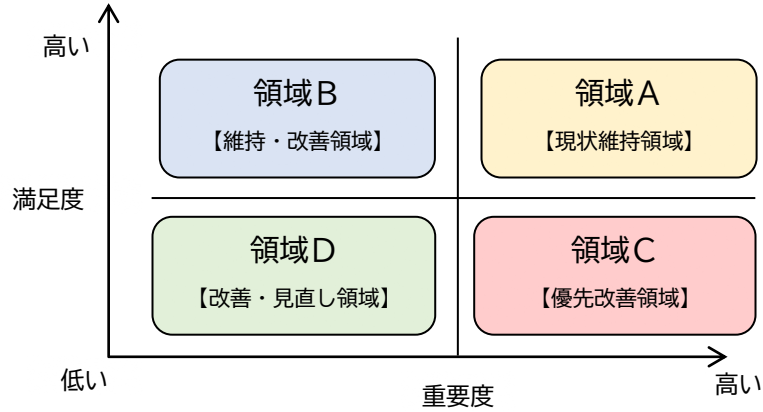 高い
領域B
【維持・改善領域】
領域A
【現状維持領域】
満足度
領域D
【改善・見直し領域】
領域C
【優先改善領域】
低い
重要度
高い